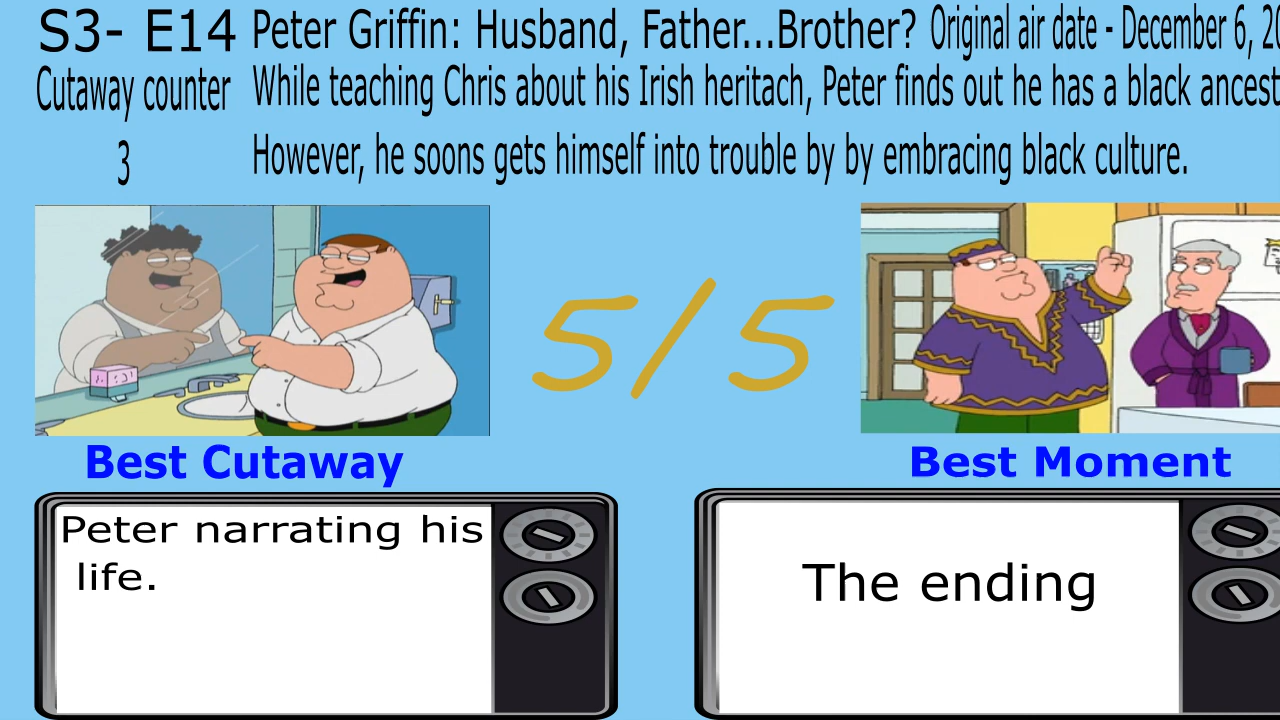 S3- E14 Peter Griffin: Husband, Father...Brother? Original air date - December 6, 20
Cutaway counter
3
While teaching Chris about his Irish heritach, Peter finds out he has a black ancest
However, he soons gets himself into trouble by by embracing black culture.
5/5
Best Cutaway
Best Moment
Peter narrating his
life.
The ending